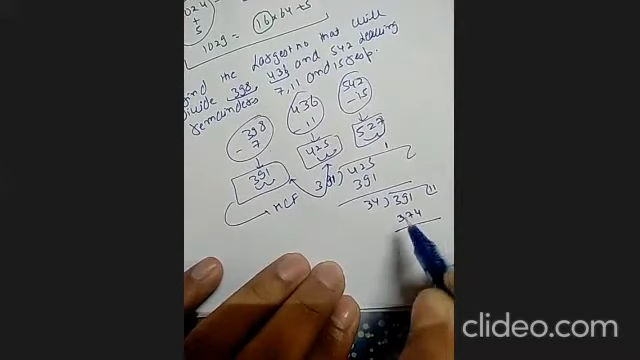 1024
+
5
1029 = 16 × 64 + 5
Find the Largest no that will
divide 398, 436 and 542 leaving
remainders 7, 11 and 15 resp.
398
- 7
436
- 11
542
- 15
391
425
527
HCF
391) 425 ( 1
391
34) 391 ( 11
374
clideo.com